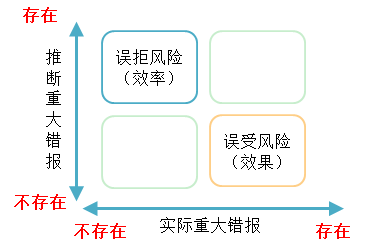 存在
推断重大错报
误拒风险
（效率）
误受风险
（效果）
不存在
不存在
实际重大错报
存在